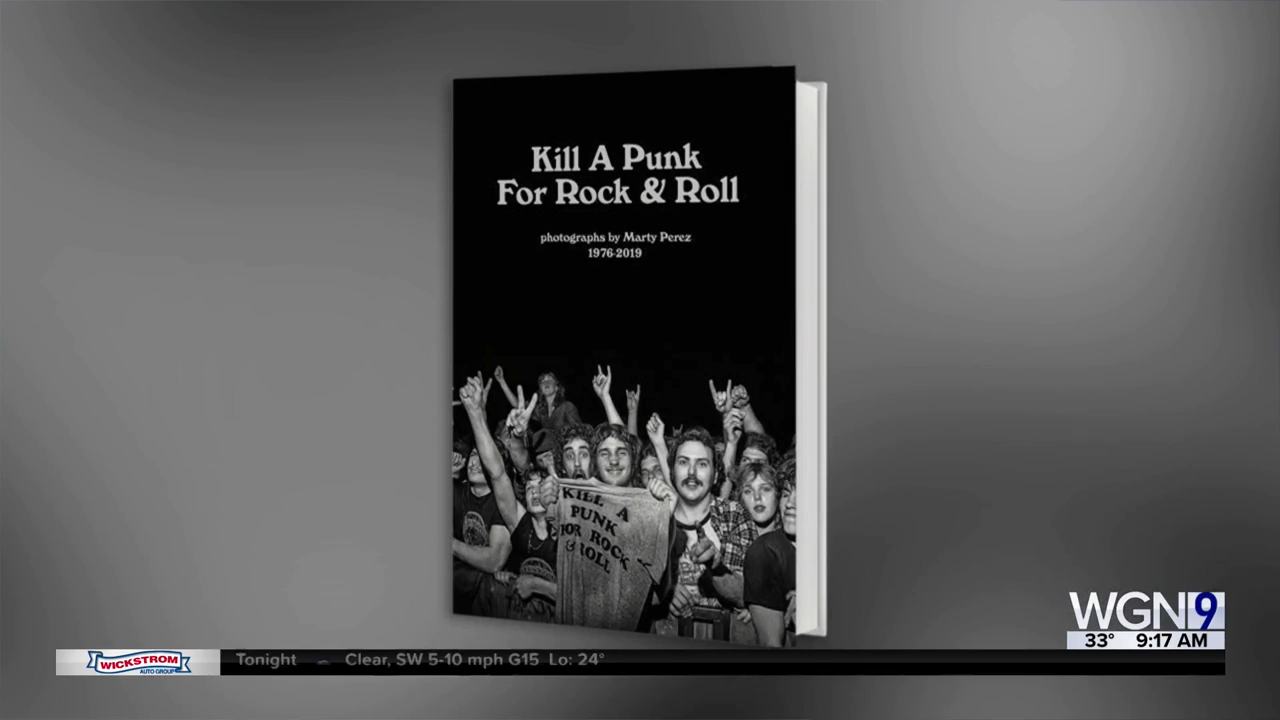 Kill A Punk
For Rock & Roll
photographs by Marty Perez
1976-2019
KILL A
PUNK
FOR ROCK
& ROLL
WGN9
33° 9:17 AM
WICKSTROM
AUTO GROUP
Tonight Clear, SW 5-10 mph G15 Lo: 24°